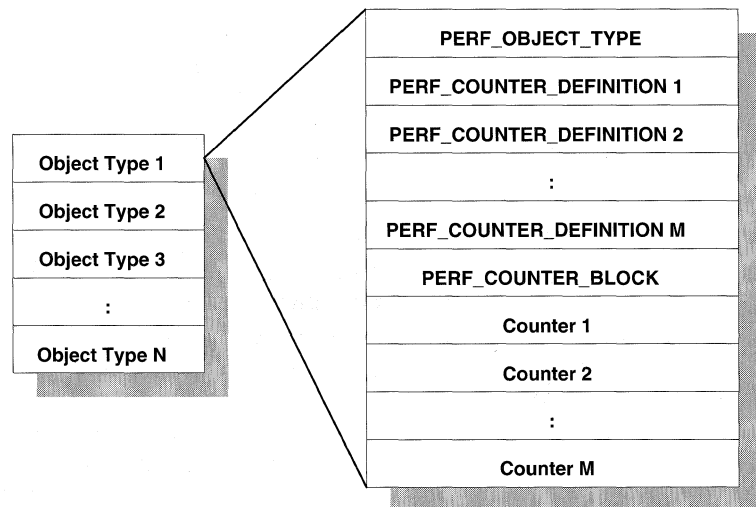 Object Type 1
Object Type 2
Object Type 3
:
Object Type N
PERF_OBJECT_TYPE
PERF_COUNTER_DEFINITION 1
PERF_COUNTER_DEFINITION 2
:
PERF_COUNTER_DEFINITION M
PERF_COUNTER_BLOCK
Counter 1
Counter 2
:
Counter M